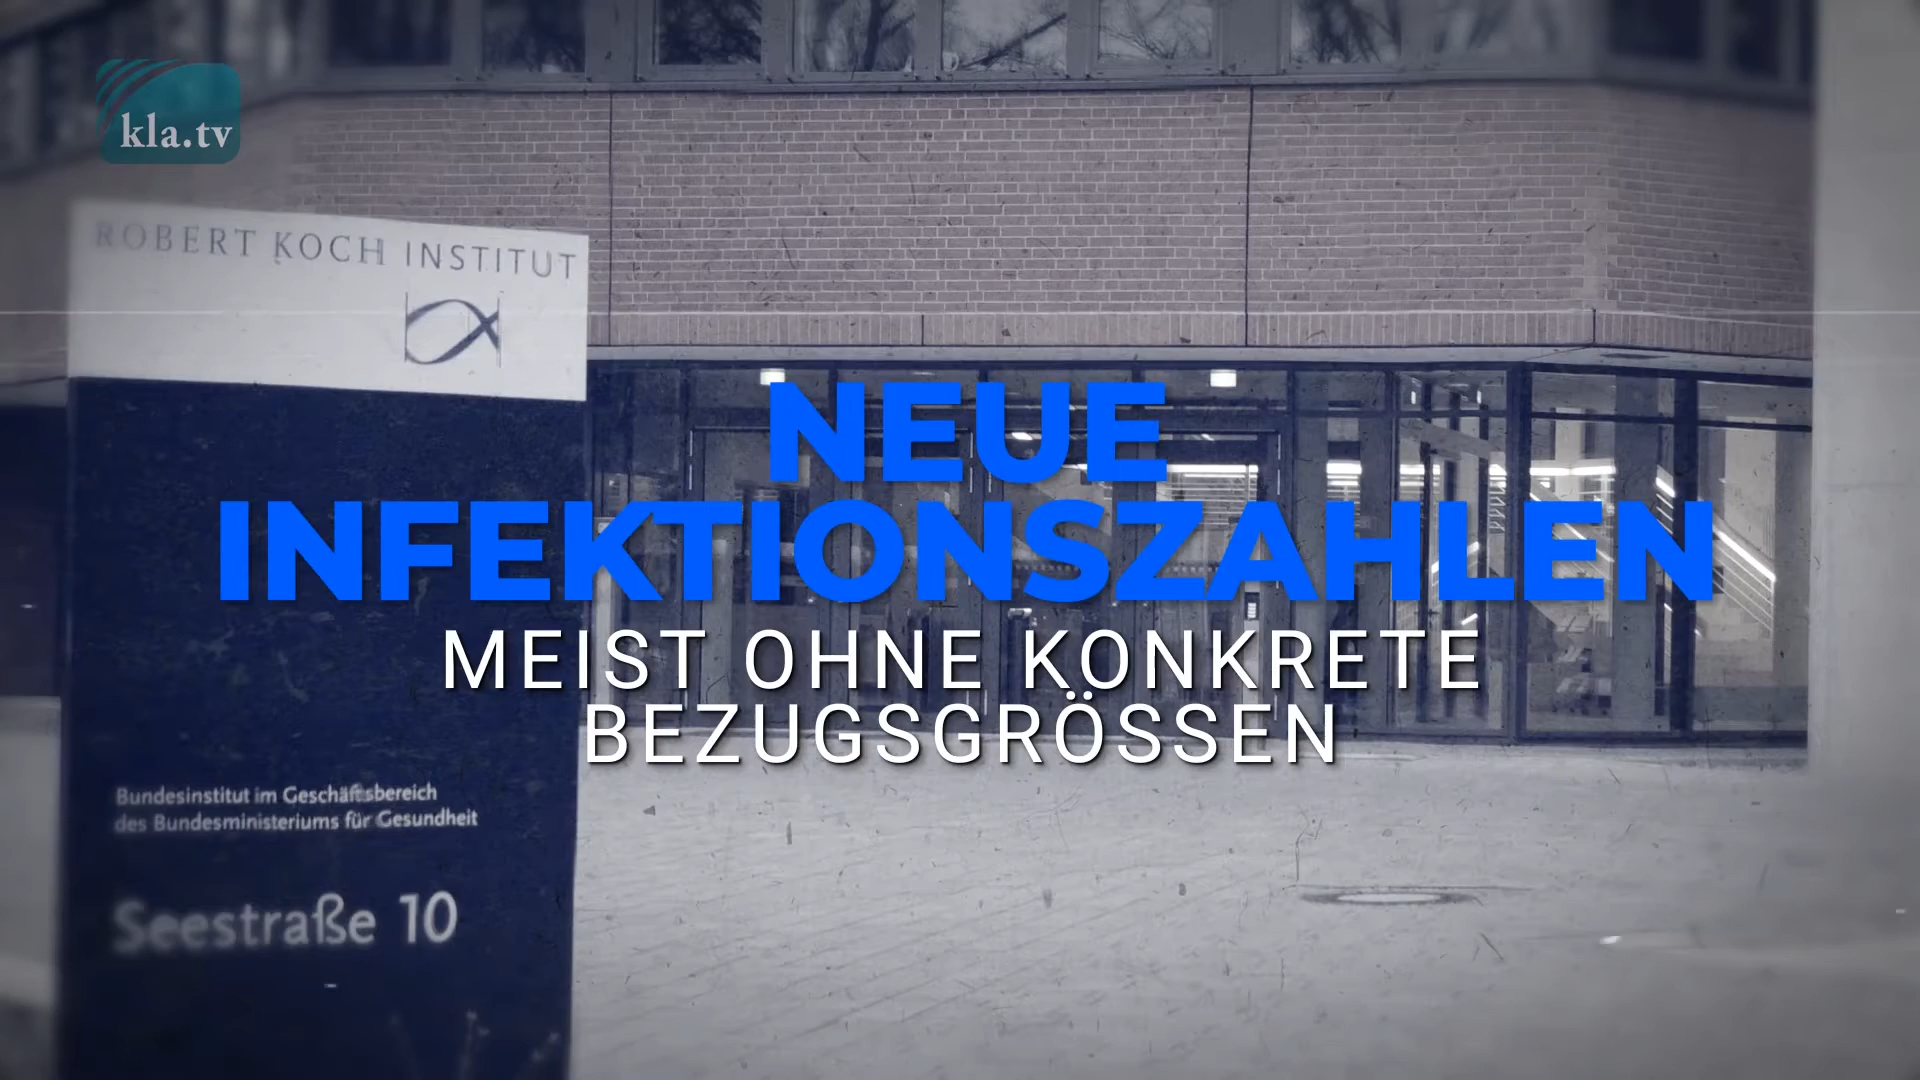 kla.tv
ROBERT KOCH INSTITUT
NEUE
INFEKTIONSZAHLEN
MEIST OHNE KONKRETE
BEZUGSGRÖSSEN
Bundesinstitut im Geschäftsbereich
des Bundesministeriums für Gesundheit
Seestraße 10